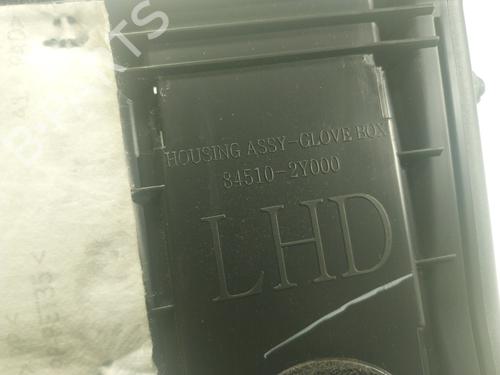 HOUSING ASSY-GLOVE BOX
84510-2Y000
LHD